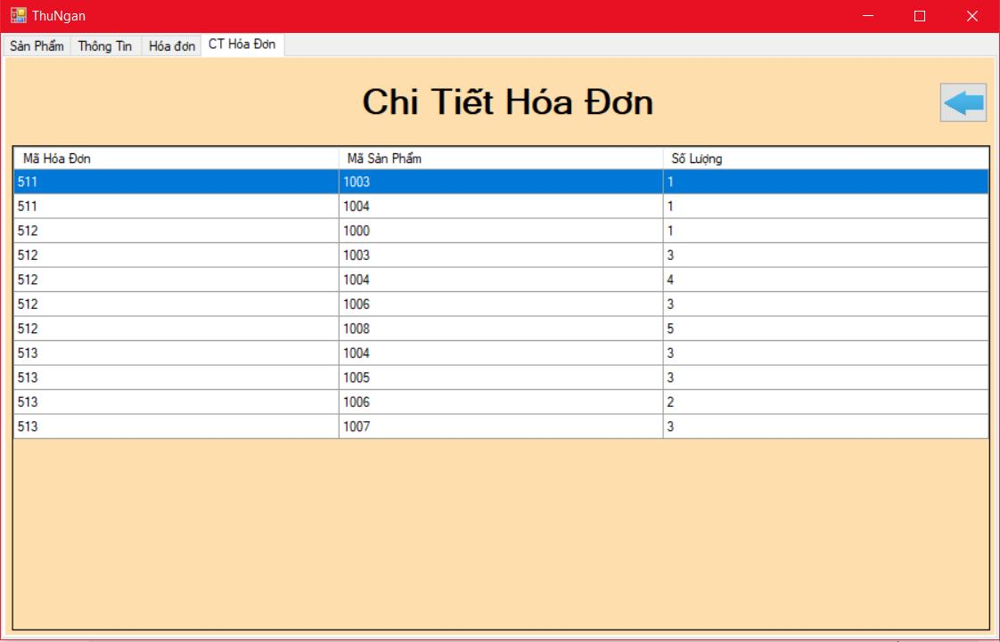 ThuNgan
Sản Phẩm Thông Tin Hóa đơn CT Hóa Đơn
Chi Tiết Hóa Đơn
Mã Hóa Đơn Mã Sản Phẩm Số Lượng
511 1003 1
511 1004 1
512 1000 1
512 1003 3
512 1004 4
512 1006 3
512 1008 5
513 1004 3
513 1005 3
513 1006 2
513 1007 3